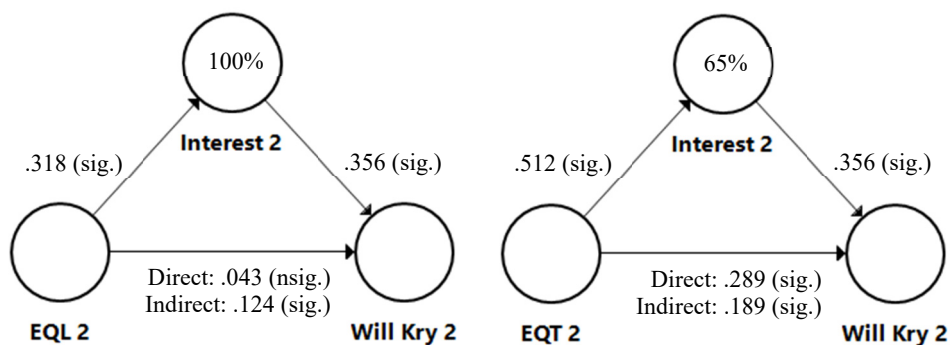 100%
Interest 2
.318 (sig.)
.356 (sig.)
Direct: .043 (nsig.)
Indirect: .124 (sig.)
EQL 2
Will Kry 2
65%
Interest 2
.512 (sig.)
.356 (sig.)
Direct: .289 (sig.)
Indirect: .189 (sig.)
EQT 2
Will Kry 2